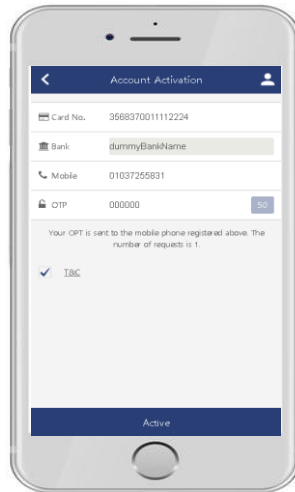 Account Activation
Card No. 3568370011112224
Bank dummyBankName
Mobile 01037255831
OTP 000000 50
Your OPT is sent to the mobile phone registered above. The
number of requests is 1.
T&C
Active